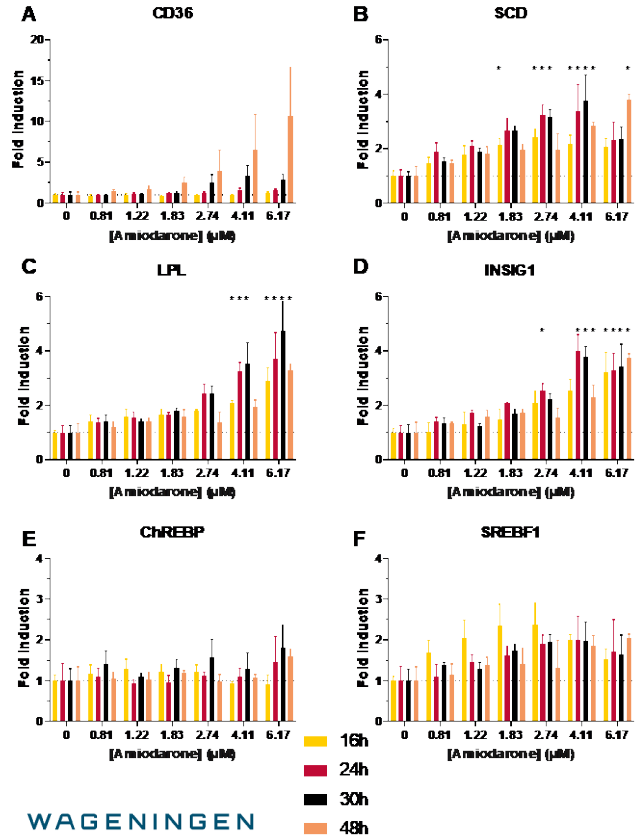 A
CD36
Fold Induction
20
15
10
5
0
0 0.81 1.22 1.83 2.74 4.11 6.17
[Amiodarone] (µM)
B
SCD
* * * * * * * * *
Fold Induction
6
4
2
0
0 0.81 1.22 1.83 2.74 4.11 6.17
[Amiodarone] (µM)
C
LPL
* * * * * * *
Fold Induction
6
4
2
0
0 0.81 1.22 1.83 2.74 4.11 6.17
[Amiodarone] (µM)
D
INSIG1
* * * * * * * *
Fold Induction
6
4
2
0
0 0.81 1.22 1.83 2.74 4.11 6.17
[Amiodarone] (µM)
E
ChREBP
Fold Induction
4
3
2
1
0
0 0.81 1.22 1.83 2.74 4.11 6.17
[Amiodarone] (µM)
F
SREBF1
Fold Induction
4
3
2
1
0
0 0.81 1.22 1.83 2.74 4.11 6.17
[Amiodarone] (µM)
16h
24h
30h
48h
WAGENINGEN